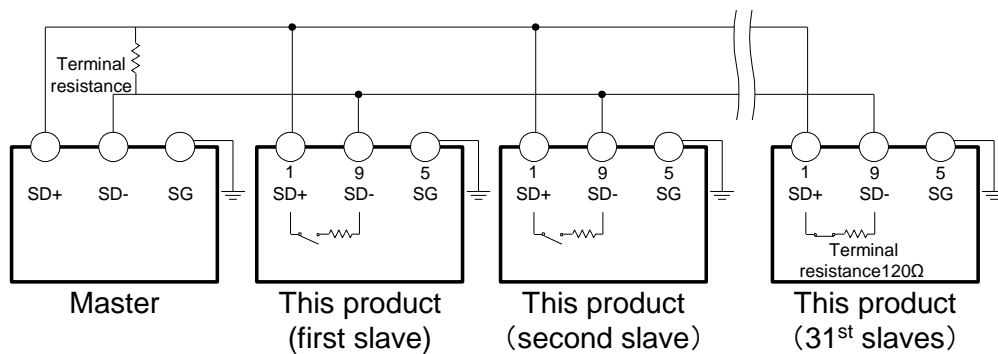 Terminal
resistance
1 9 5 1 9 5 1 9 5
SD+ SD- SG SD+ SD- SG SD+ SD- SG SD+ SD- SG
Terminal
resistance120Ω
Master This product This product This product
(first slave) （second slave） （31st slaves）